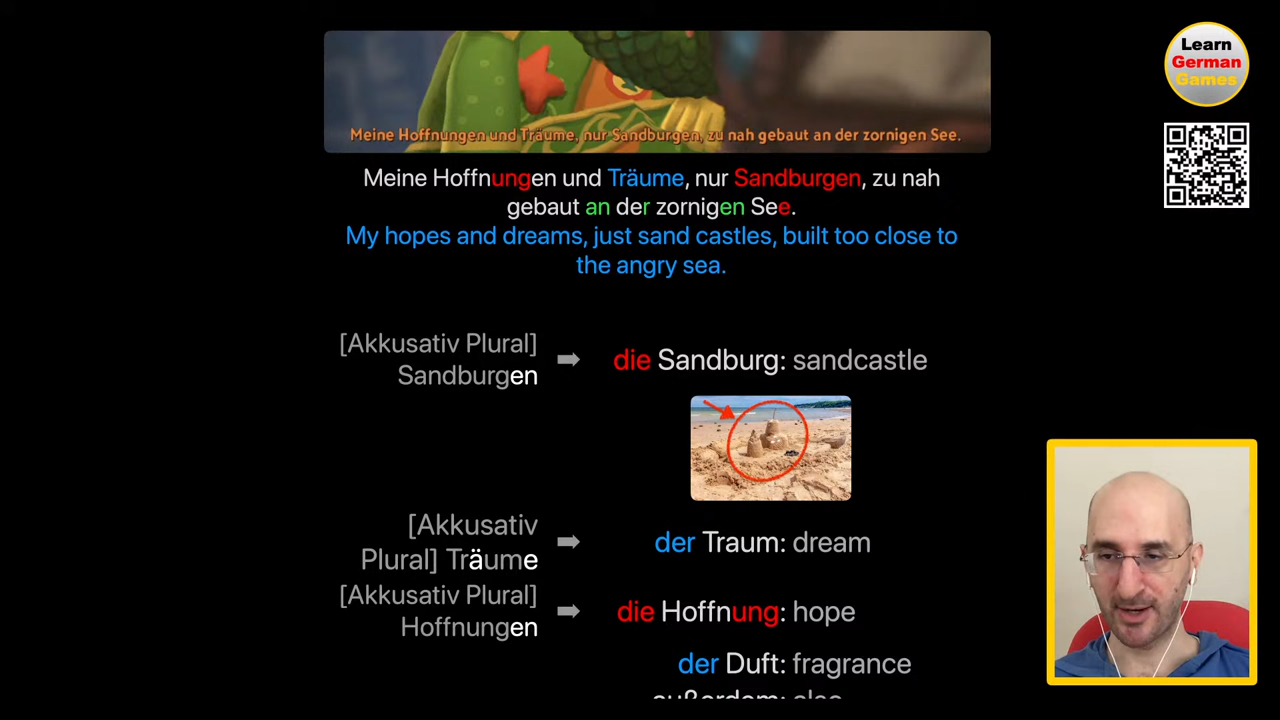 Learn
German
Games
Meine Hoffnungen und Träume, nur Sandburgen, zu nah gebaut an der zornigen See.
Meine Hoffnungen und Träume, nur Sandburgen, zu nah
gebaut an der zornigen See.
My hopes and dreams, just sand castles, built too close to
the angry sea.
[Akkusativ Plural]
Sandburgen
➡ die Sandburg: sandcastle
[Akkusativ
Plural] Träume
➡ der Traum: dream
[Akkusativ Plural]
Hoffnungen
➡ die Hoffnung: hope
der Duft: fragrance
außerdem: also